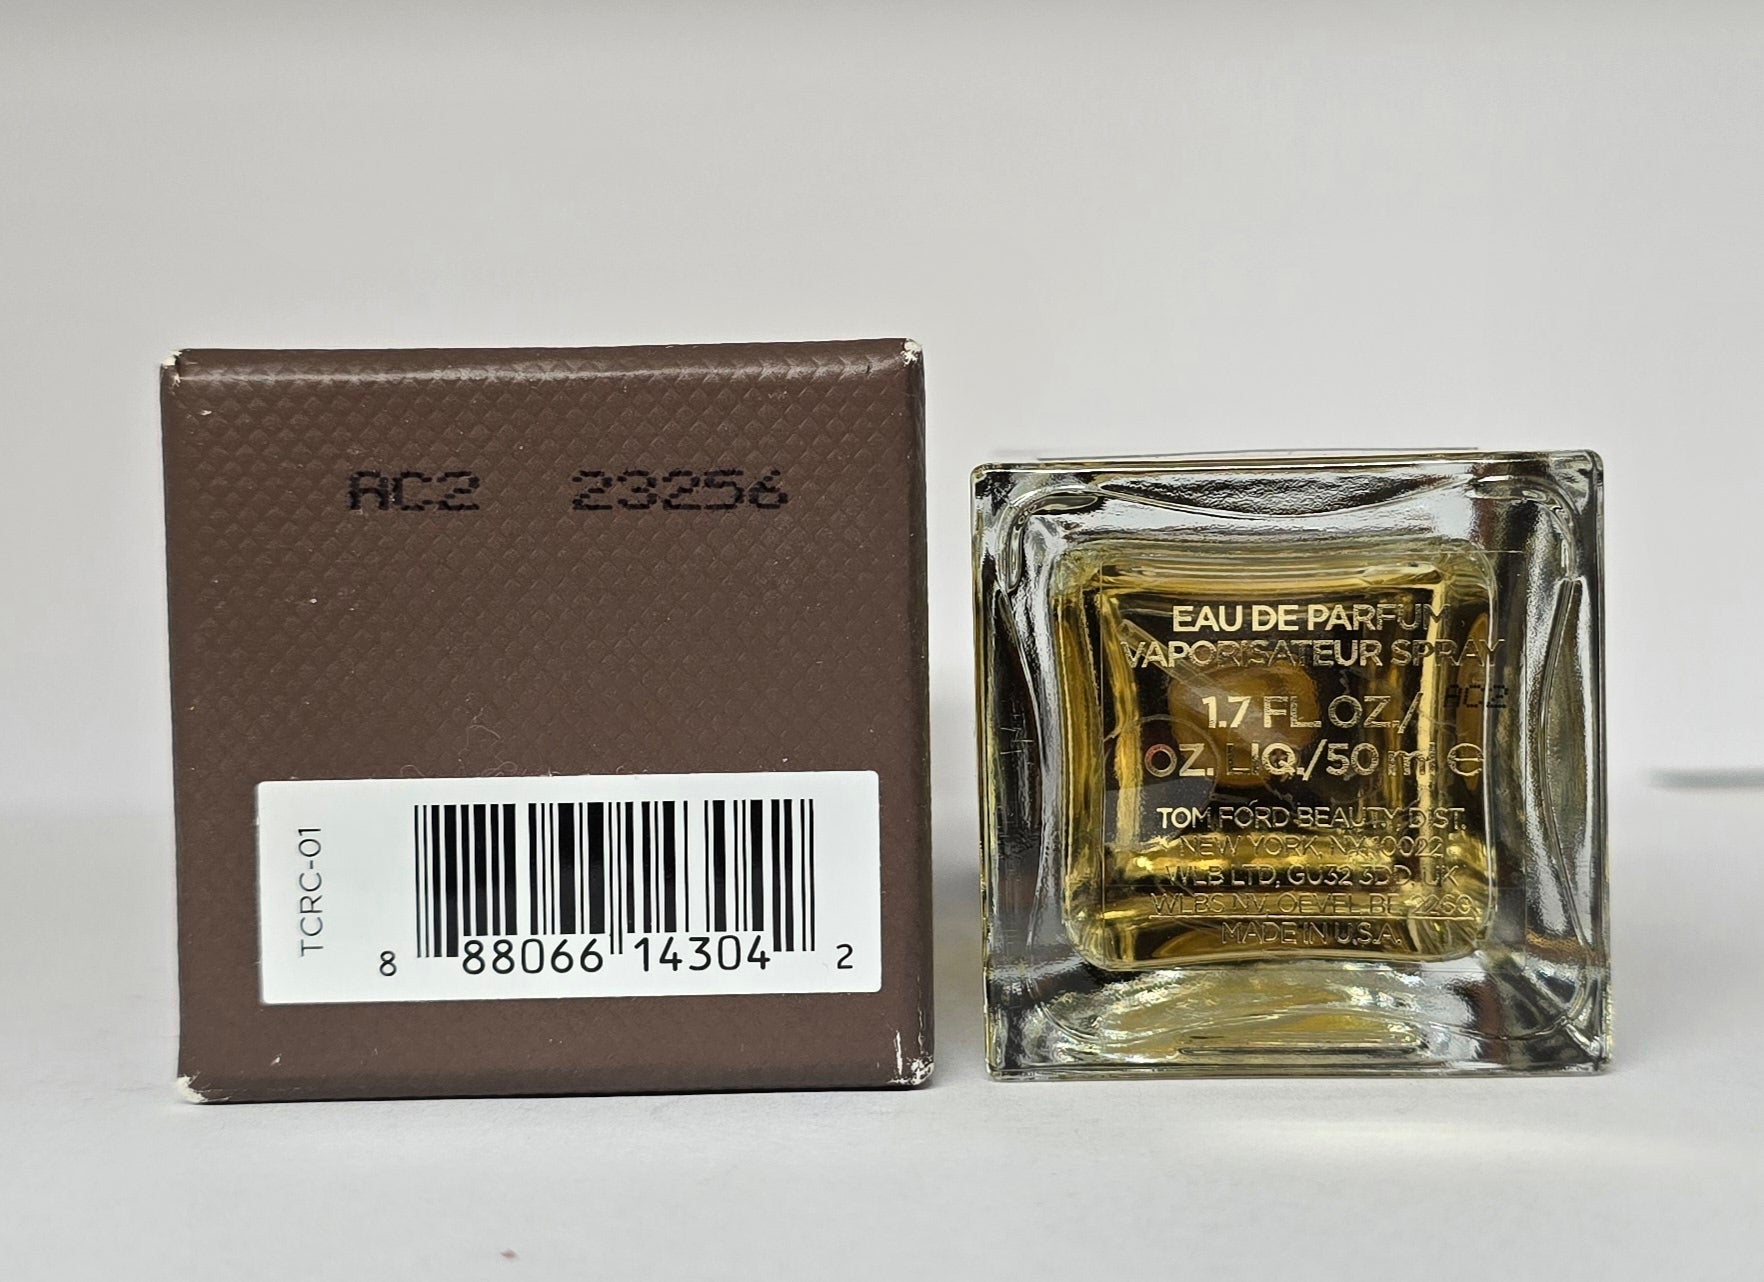 AC2 23256
TCRC-01
8 88066 14304 2
EAU DE PARFUM
VAPORISATEUR SPRAY
1.7 FL. OZ./
AC2
OZ. LIQ./50 ml ℮
TOM FORD BEAUTY, DIST.
NEW YORK, NY 10022
WLB LTD, GU32 3DD, UK
WLBS NV, OEVEL BE-2260
MADE IN U.S.A.